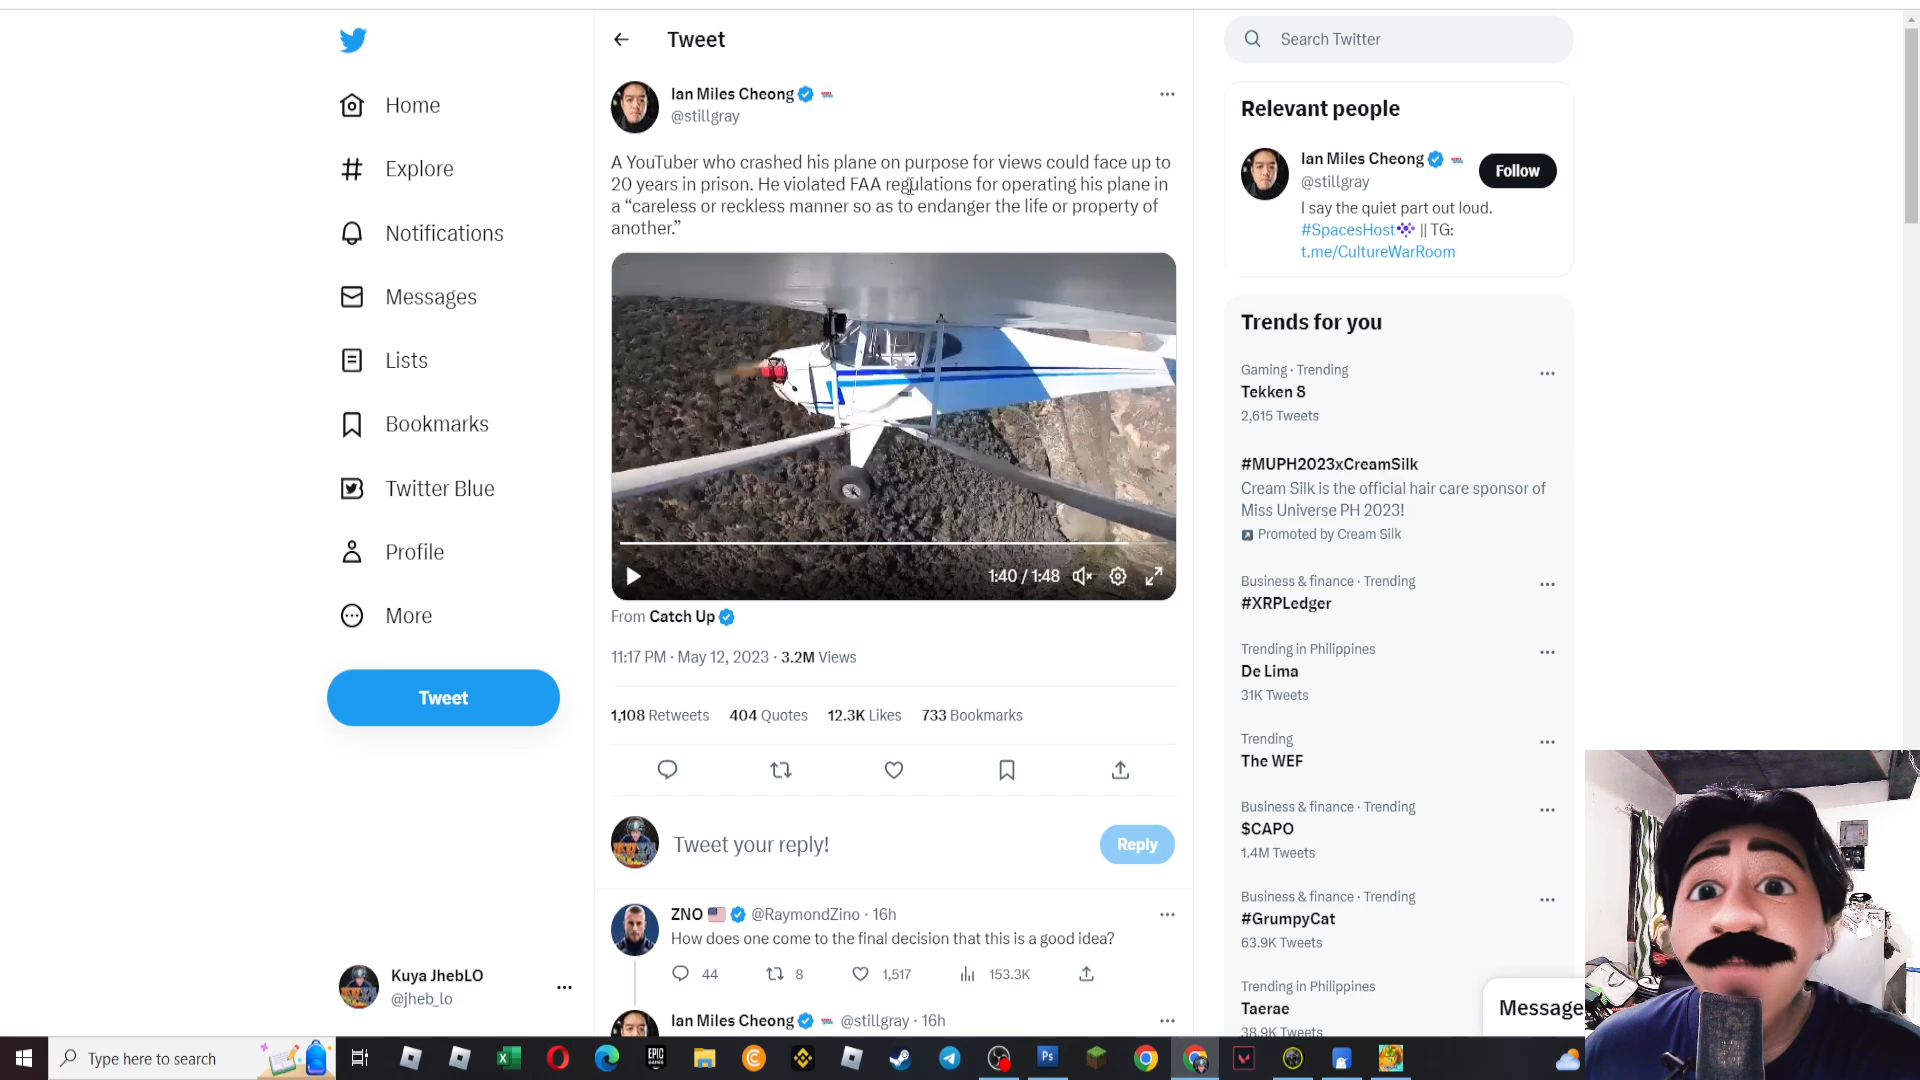 Home
Explore
Notifications
Messages
Lists
Bookmarks
Twitter Blue
Profile
More
Tweet
Kuya JhebLO
@jheb_lo
Tweet
Ian Miles Cheong
@stillgray
A YouTuber who crashed his plane on purpose for views could face up to
20 years in prison. He violated FAA regulations for operating his plane in
a “careless or reckless manner so as to endanger the life or property of
another.”
1:40 / 1:48
From Catch Up
11:17 PM · May 12, 2023 · 3.2M Views
1,108 Retweets 404 Quotes 12.3K Likes 733 Bookmarks
Tweet your reply!
Reply
ZNO @RaymondZino · 16h
How does one come to the final decision that this is a good idea?
44 8 1,517 153.3K
Ian Miles Cheong @stillgray · 16h
Search Twitter
Relevant people
Ian Miles Cheong
@stillgray
Follow
I say the quiet part out loud.
#SpacesHost || TG:
t.me/CultureWarRoom
Trends for you
Gaming · Trending
Tekken 8
2,615 Tweets
#MUPH2023xCreamSilk
Cream Silk is the official hair care sponsor of
Miss Universe PH 2023!
Promoted by Cream Silk
Business & finance · Trending
#XRPLedger
Trending in Philippines
De Lima
31K Tweets
Trending
The WEF
Business & finance · Trending
$CAPO
1.4M Tweets
Business & finance · Trending
#GrumpyCat
63.9K Tweets
Trending in Philippines
Taerae
38.9K Tweets
Message
Type here to search
EPIC
GAMES
Ps